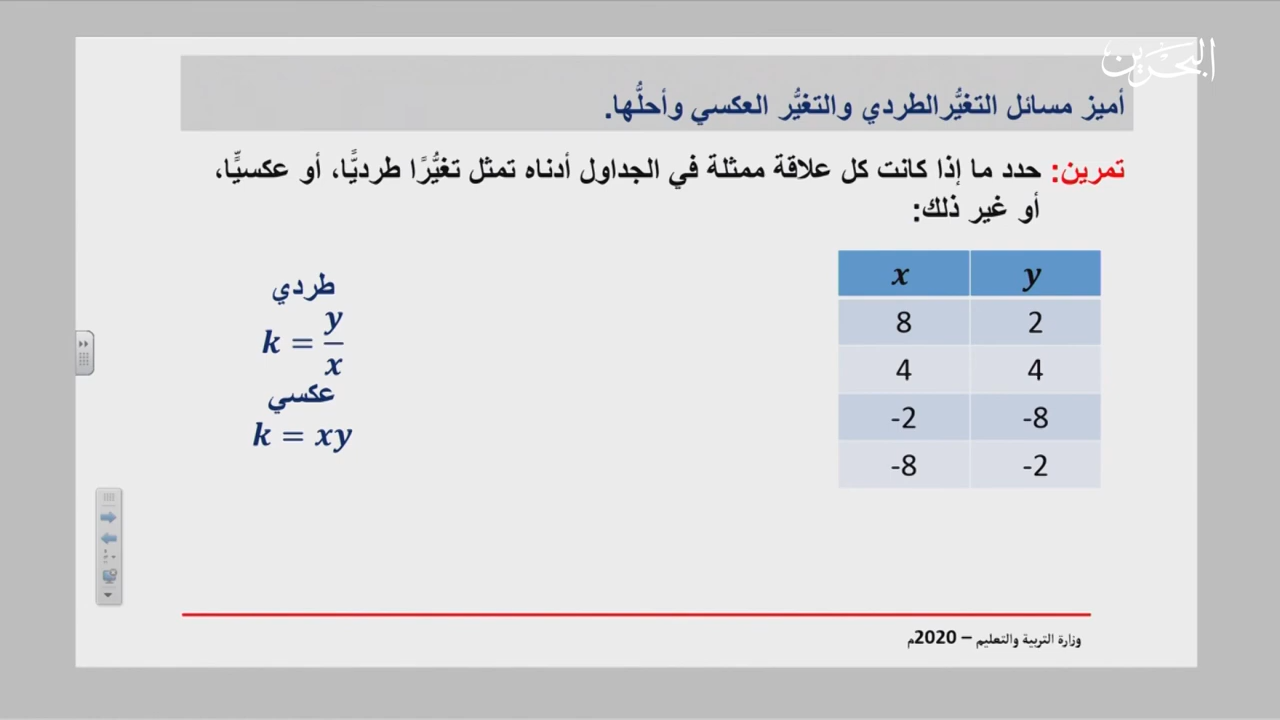 البحرين
أميز مسائل التغيُّرالطردي والتغيُّر العكسي وأحلُّها.
تمرين: حدد ما إذا كانت كل علاقة ممثلة في الجداول أدناه تمثل تغيُّرًا طرديًّا، أو عكسيًّا،
أو غير ذلك:
x y
8 2
4 4
-2 -8
-8 -2
طردي
k = y/x
عكسي
k = xy
وزارة التربية والتعليم – 2020م